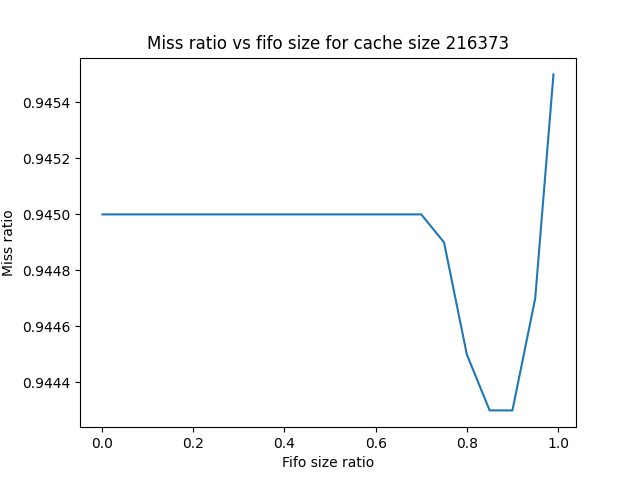 Miss ratio vs fifo size for cache size 216373
Miss ratio
0.9454
0.9452
0.9450
0.9448
0.9446
0.9444
0.0 0.2 0.4 0.6 0.8 1.0
Fifo size ratio